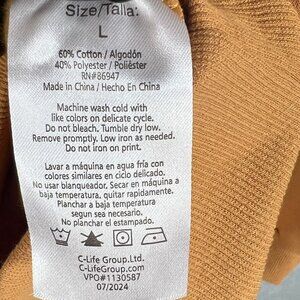 Size/Talla:
L
60% Cotton / Algodón
40% Polyester / Poliéster
RN#86947
Made in China / Hecho En China
Machine wash cold with
like colors on delicate cycle.
Do not bleach. Tumble dry low.
Remove promptly. Low iron as needed.
Do not iron on print.
Lavar a máquina en agua fría con
colores similares en ciclo delicado.
No usar blanqueador. Secar en máquina a
baja temperatura, quitar rapidamente.
Planchar a baja temperatura
segun sea necesario.
No planchar el estampado.
C-Life Group, Ltd.
C-LifeGroup.com
VPO#1130587
07/2024